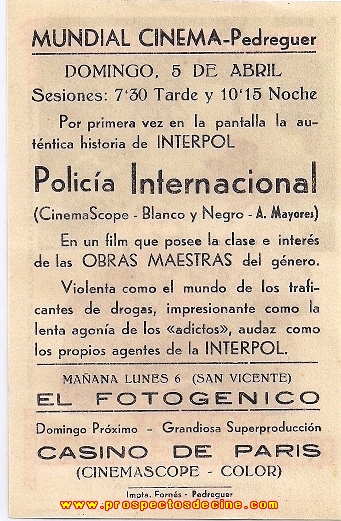 MUNDIAL CINEMA-Pedreguer
DOMINGO, 5 DE ABRIL
Sesiones: 7'30 Tarde y 10'15 Noche
Por primera vez en la pantalla la au-
téntica historia de INTERPOL
Policía Internacional
(CinemaScope - Blanco y Negro - A. Mayores)
En un film que posee la clase e interés
de las OBRAS MAESTRAS del género.
Violenta como el mundo de los trafi-
cantes de drogas, impresionante como la
lenta agonía de los «adictos», audaz como
los propios agentes de la INTERPOL.
MAÑANA LUNES 6 (SAN VICENTE)
EL FOTOGENICO
Domingo Próximo - Grandiosa Superproducción
CASINO DE PARIS
(CINEMASCOPE - COLOR)
Impta. Fornés - Pedreguer
www.prospectosdecine.com